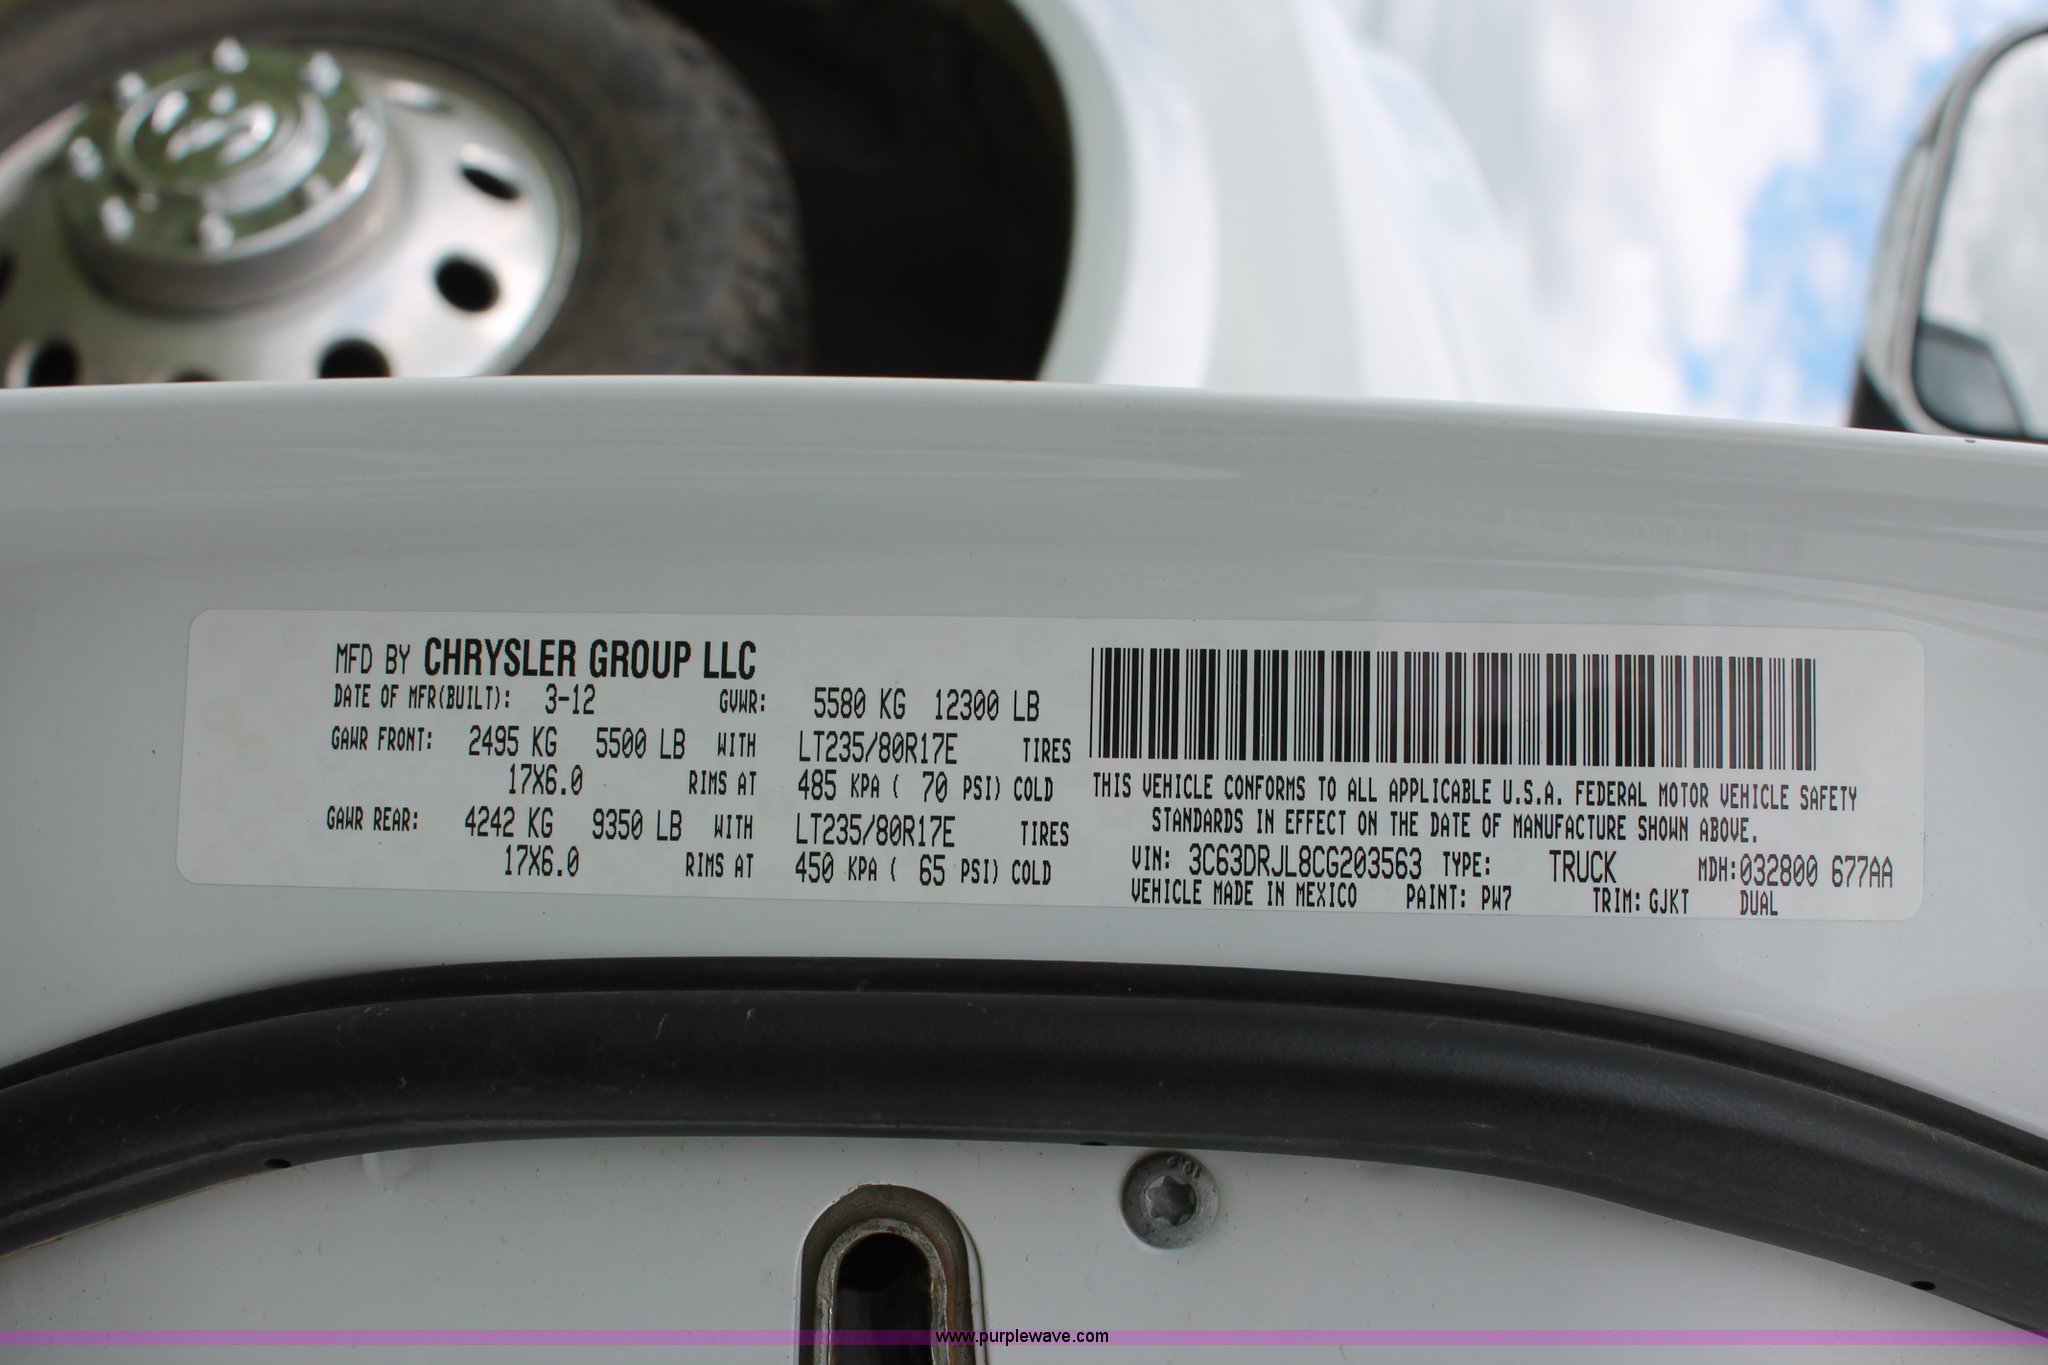 MFD BY CHRYSLER GROUP LLC
DATE OF MFR(BUILT): 3-12 GVWR: 5580 KG 12300 LB
GAWR FRONT: 2495 KG 5500 LB WITH LT235/80R17E TIRES
17X6.0 RIMS AT 485 KPA ( 70 PSI) COLD
GAWR REAR: 4242 KG 9350 LB WITH LT235/80R17E TIRES
17X6.0 RIMS AT 450 KPA ( 65 PSI) COLD
THIS VEHICLE CONFORMS TO ALL APPLICABLE U.S.A. FEDERAL MOTOR VEHICLE SAFETY
STANDARDS IN EFFECT ON THE DATE OF MANUFACTURE SHOWN ABOVE.
VIN: 3C63DRJL8CG203563 TYPE: TRUCK MDH:032800 677AA
VEHICLE MADE IN MEXICO PAINT: PW7 TRIM: GJKT DUAL
10.9
www.purplewave.com